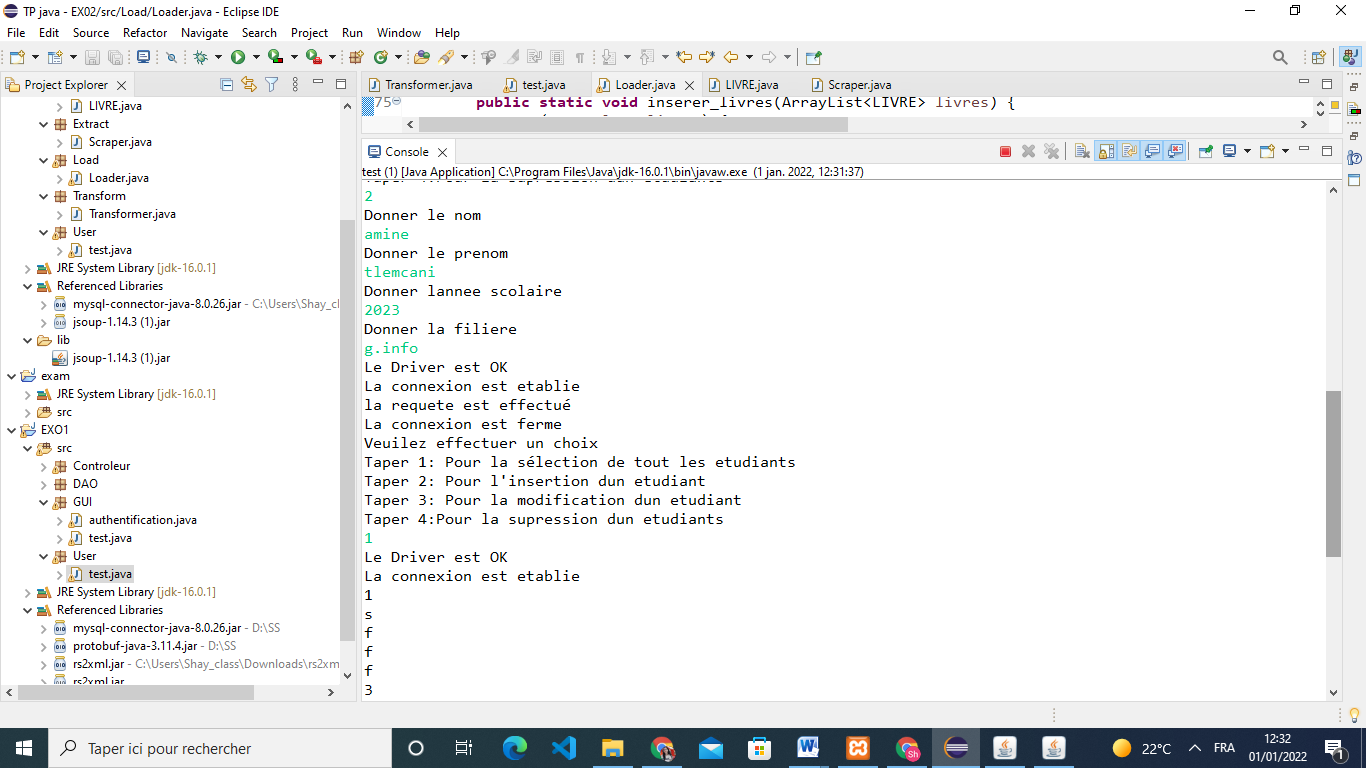 TP java - EX02/src/Load/Loader.java - Eclipse IDE
File Edit Source Refactor Navigate Search Project Run Window Help
Project Explorer
LIVRE.java
Extract
Scraper.java
Load
Loader.java
Transform
Transformer.java
User
test.java
JRE System Library [jdk-16.0.1]
Referenced Libraries
mysql-connector-java-8.0.26.jar - C:\Users\Shay_cl
jsoup-1.14.3 (1).jar
lib
jsoup-1.14.3 (1).jar
exam
JRE System Library [jdk-16.0.1]
src
EXO1
src
Controleur
DAO
GUI
authentification.java
test.java
User
test.java
JRE System Library [jdk-16.0.1]
Referenced Libraries
mysql-connector-java-8.0.26.jar - D:\SS
protobuf-java-3.11.4.jar - D:\SS
rs2xml.jar - C:\Users\Shay_class\Downloads\rs2xm
rs2xml.jar
Transformer.java test.java Loader.java LIVRE.java Scraper.java
75 public static void inserer_livres(ArrayList<LIVRE> livres) {
Console
test (1) [Java Application] C:\Program Files\Java\jdk-16.0.1\bin\javaw.exe (1 jan. 2022, 12:31:37)
2
Donner le nom
amine
Donner le prenom
tlemcani
Donner lannee scolaire
2023
Donner la filiere
g.info
Le Driver est OK
La connexion est etablie
la requete est effectué
La connexion est ferme
Veuilez effectuer un choix
Taper 1: Pour la sélection de tout les etudiants
Taper 2: Pour l'insertion dun etudiant
Taper 3: Pour la modification dun etudiant
Taper 4:Pour la supression dun etudiants
1
Le Driver est OK
La connexion est etablie
1
s
f
f
f
3
Taper ici pour rechercher
22°C
FRA
12:32
01/01/2022
1